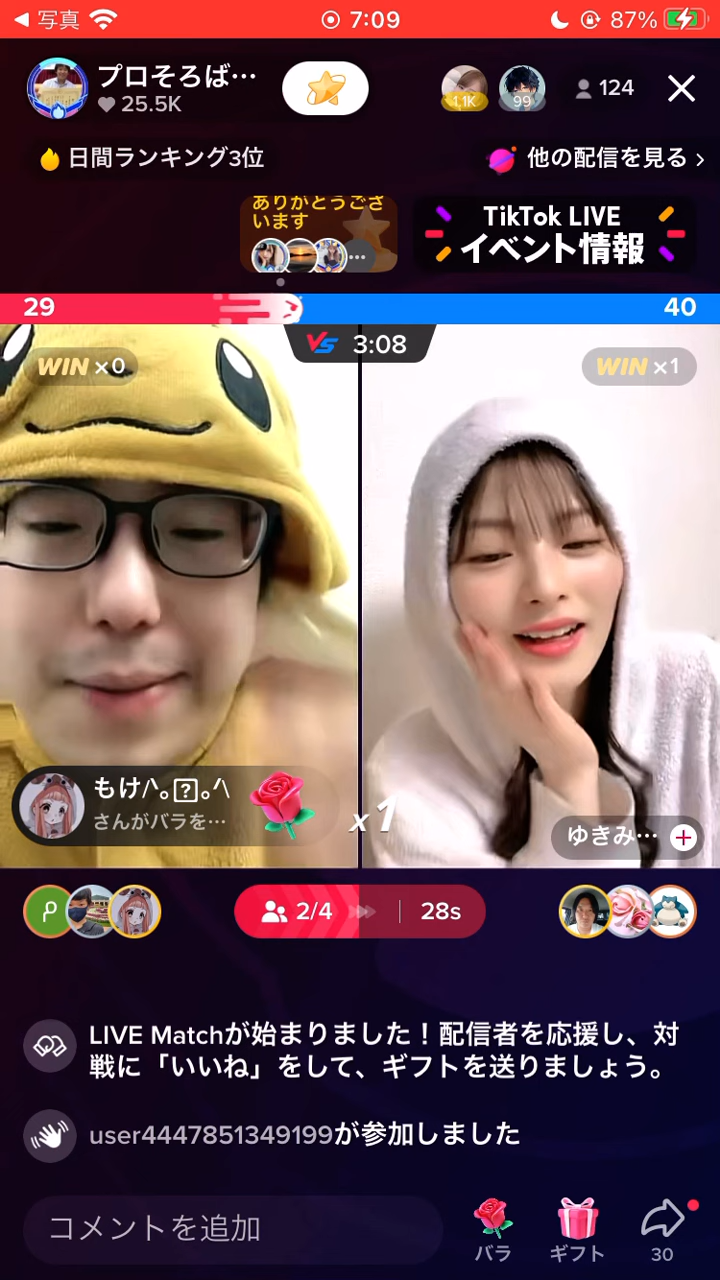 写真
7:09
87%
プロそろば…
25.5K
1.1K
99
124
日間ランキング3位
他の配信を見る
ありがとうござ
います
TikTok LIVE
イベント情報
29
40
WIN x0
VS 3:08
WIN x1
もけ/\｡?｡/\
さんがバラを…
x1
ゆきみ…
2/4
28s
LIVE Matchが始まりました！配信者を応援し、対
戦に「いいね」をして、ギフトを送りましょう。
user4447851349199が参加しました
コメントを追加
バラ
ギフト
30